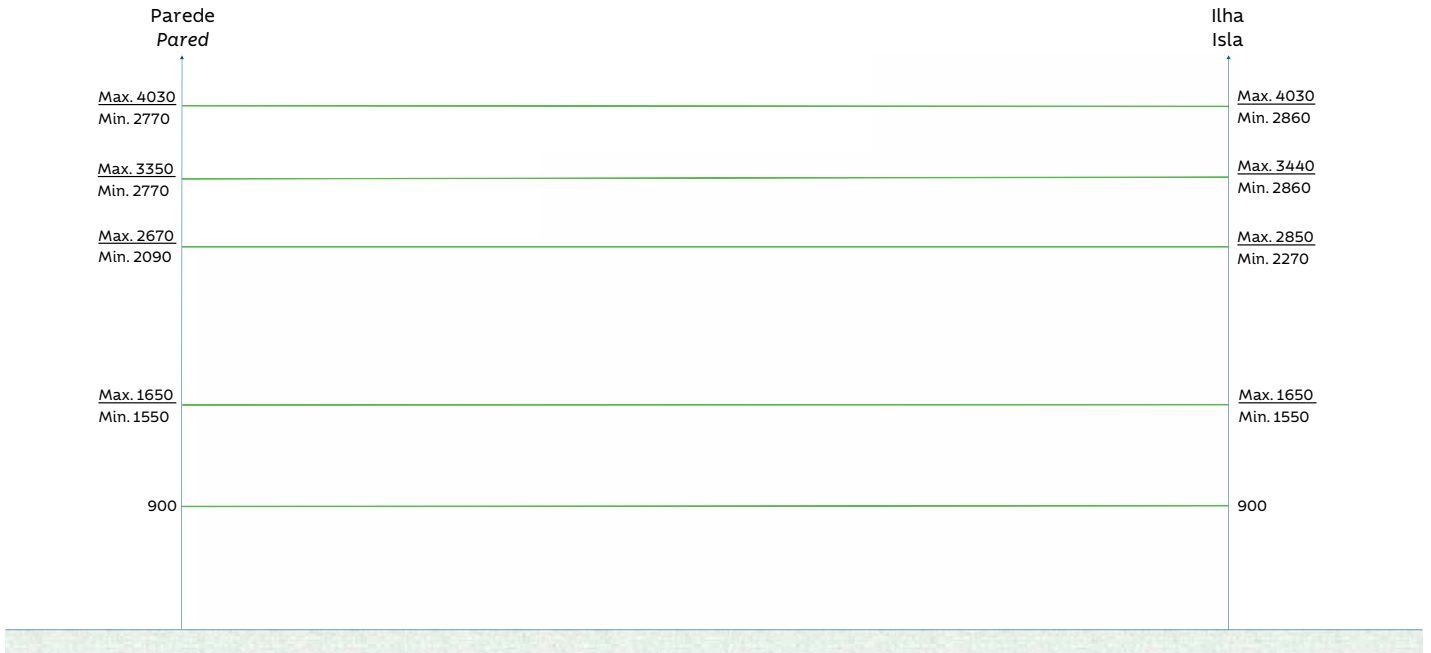 Parede
Pared
Ilha
Isla
Max. 4030
Min. 2770
Max. 4030
Min. 2860
Max. 3350
Min. 2770
Max. 3440
Min. 2860
Max. 2670
Min. 2090
Max. 2850
Min. 2270
Max. 1650
Min. 1550
Max. 1650
Min. 1550
900
900